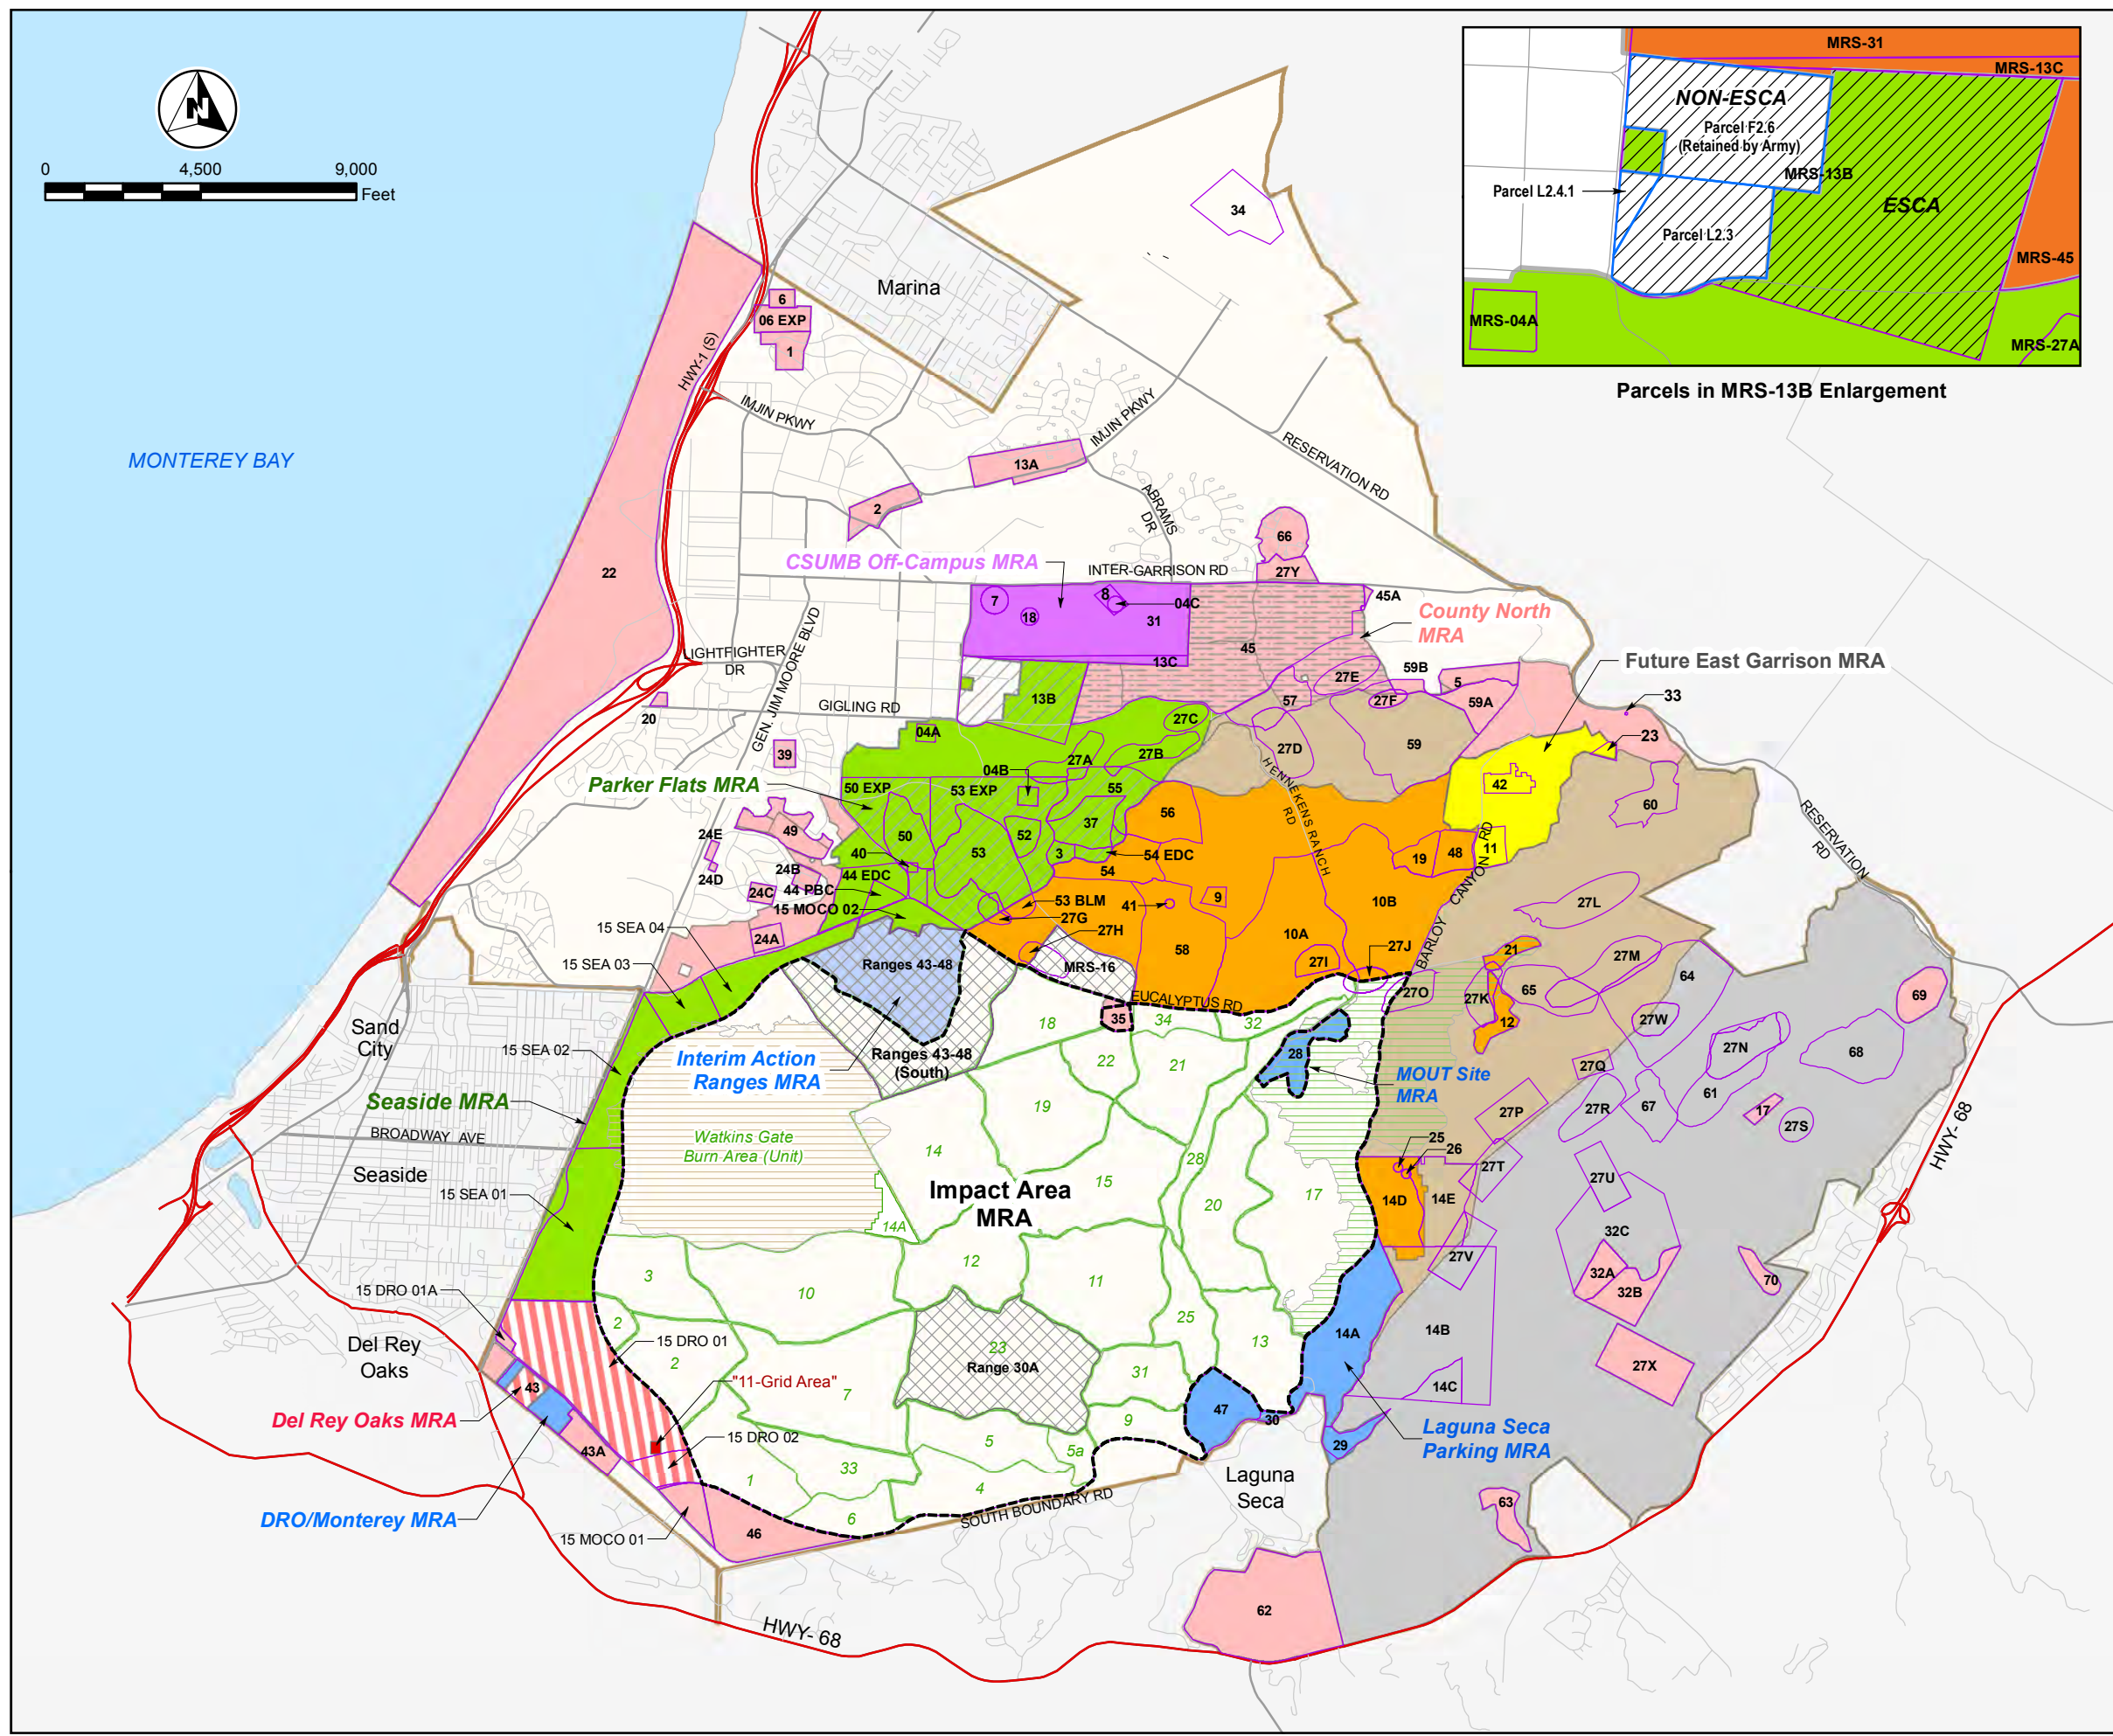 N
0 4,500 9,000
Feet
MONTEREY BAY
MRS-31
MRS-13C
NON-ESCA
Parcel F2.6
(Retained by Army)
MRS-13B
Parcel L2.4.1
ESCA
Parcel L2.3
MRS-45
MRS-04A
MRS-27A
Parcels in MRS-13B Enlargement
34
Marina
6
06 EXP
1
HWY-1 (S)
IMJIN PKWY
IMJIN PKWY
RESERVATION RD
13A
2
ABRAMS
DR
66
22
CSUMB Off-Campus MRA
INTER-GARRISON RD
27Y
7
8
04C
45A
18
31
County North
MRA
IGHTFIGHTER
DR
GEN. JIM MOORE BLVD
13C
45
59B
Future East Garrison MRA
27E
5
33
20
GIGLING RD
13B
57
27F
59A
04A
27C
23
39
27A
27B
27D
59
Parker Flats MRA
04B
HENNEKENS RANCH
RD
50 EXP
53 EXP
55
42
60
RESERVATION
RD
56
49
50
52
37
24E
40
53
3
54 EDC
19
48
11
24D
24B
44 EDC
54
24C
44 PBC
53 BLM
41
9
10B
BARLOY CANYON RD
27L
15 MOCO 02
27G
15 SEA 04
24A
27H
10A
27J
58
21
15 SEA 03
Ranges 43-48
MRS-16
27I
27M
64
EUCALYPTUS RD
27O
27K
65
69
Sand
City
18
35
34
32
12
27W
15 SEA 02
Interim Action
Ranges MRA
Ranges 43-48
(South)
22
21
28
27N
68
Seaside MRA
MOUT Site
MRA
27Q
19
27P
27R
67
61
17
27S
BROADWAY AVE
Watkins Gate
Burn Area (Unit)
14
25
26
HWY- 68
Seaside
28
27T
15 SEA 01
Impact Area
MRA
15
20
17
14D
14E
27U
14A
32C
27V
3
12
11
32A
70
15 DRO 01A
10
32B
2
25
13
14A
14B
Del Rey
Oaks
15 DRO 01
23
Range 30A
2
31
27X
43
"11-Grid Area"
7
14C
Del Rey Oaks MRA
47
30
9
15 DRO 02
Laguna Seca
Parking MRA
43A
5
5a
29
33
1
4
Laguna
Seca
DRO/Monterey MRA
6
SOUTH BOUNDARY RD
63
15 MOCO 01
46
62
HWY- 68